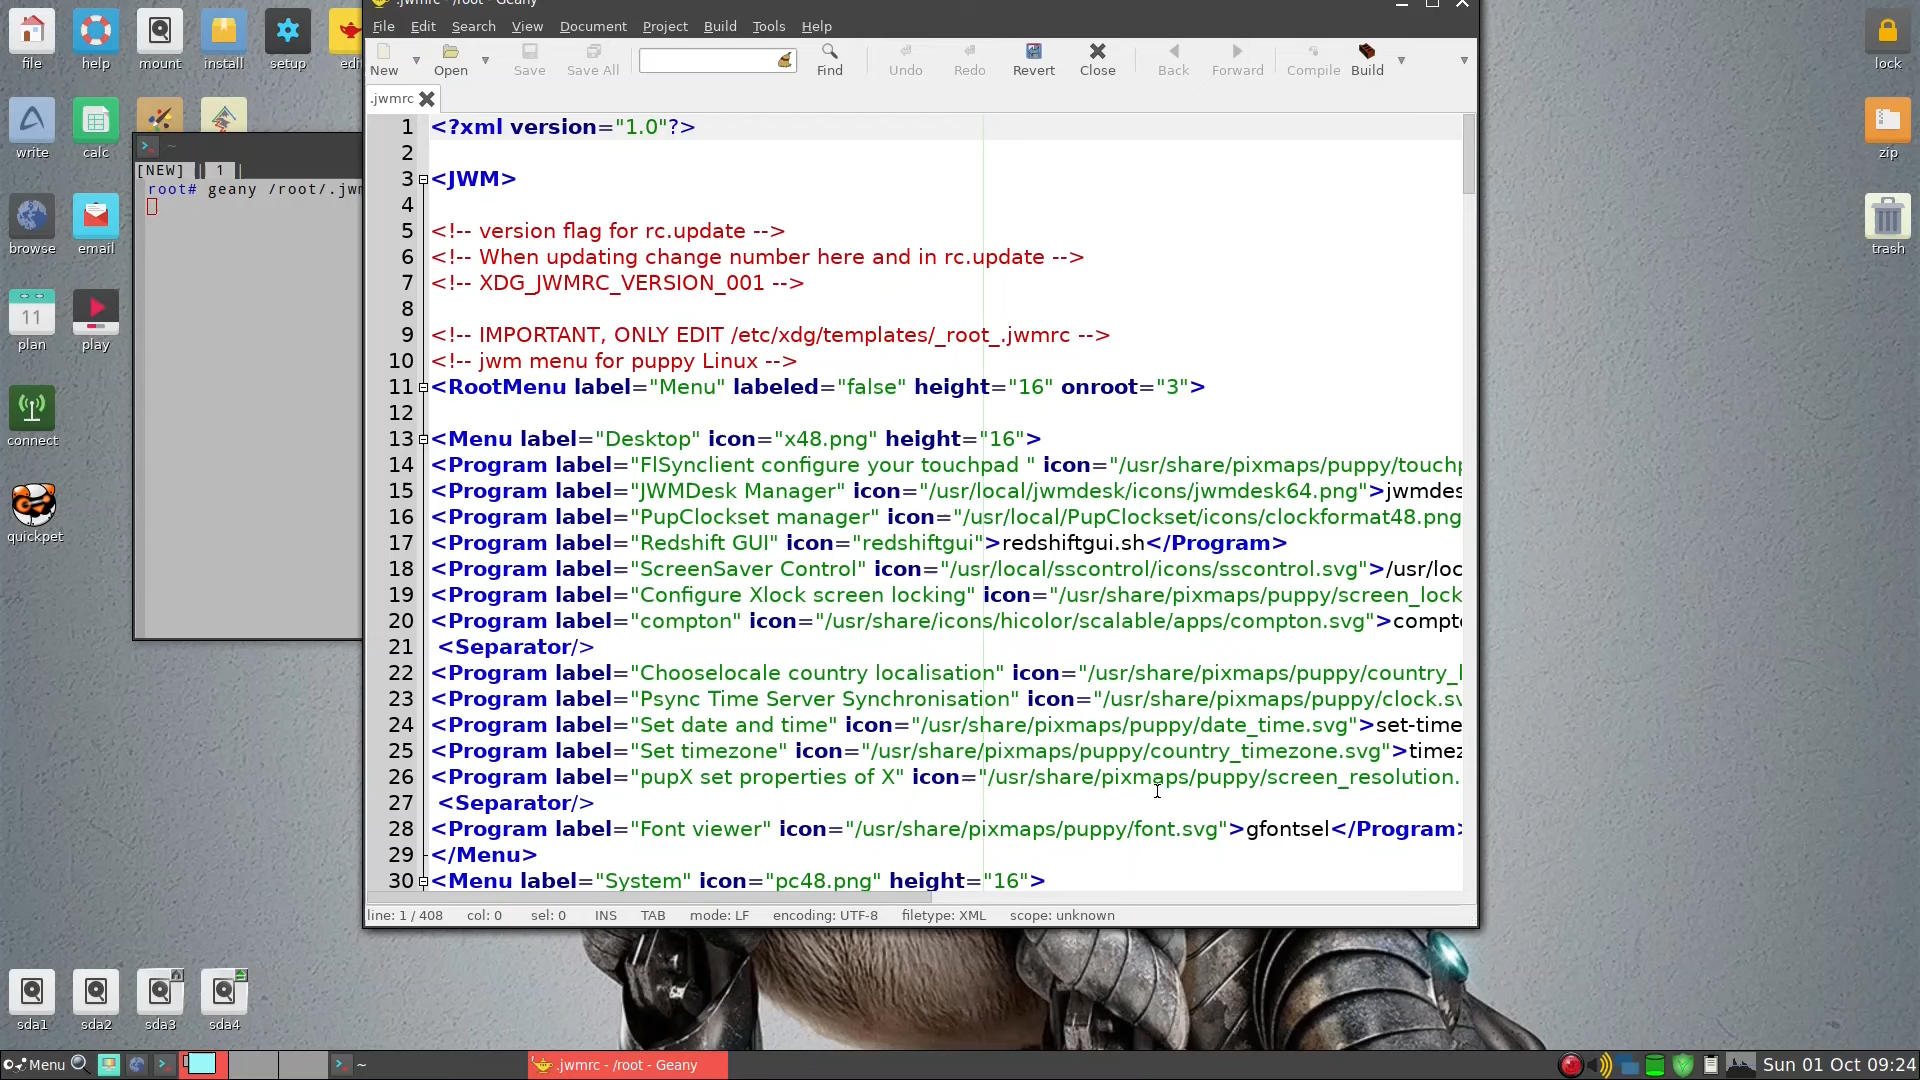 .jwmrc - /root - Geany
File Edit Search View Document Project Build Tools Help
New Open Save Save All Find Undo Redo Revert Close Back Forward Compile Build
.jwmrc
1 <?xml version="1.0"?>
2
3 <JWM>
4
5 <!-- version flag for rc.update -->
6 <!-- When updating change number here and in rc.update -->
7 <!-- XDG_JWMRC_VERSION_001 -->
8
9 <!-- IMPORTANT, ONLY EDIT /etc/xdg/templates/_root_.jwmrc -->
10 <!-- jwm menu for puppy Linux -->
11 <RootMenu label="Menu" labeled="false" height="16" onroot="3">
12
13 <Menu label="Desktop" icon="x48.png" height="16">
14 <Program label="FlSynclient configure your touchpad " icon="/usr/share/pixmaps/puppy/touchp
15 <Program label="JWMDesk Manager" icon="/usr/local/jwmdesk/icons/jwmdesk64.png">jwmdes
16 <Program label="PupClockset manager" icon="/usr/local/PupClockset/icons/clockformat48.png
17 <Program label="Redshift GUI" icon="redshiftgui">redshiftgui.sh</Program>
18 <Program label="ScreenSaver Control" icon="/usr/local/sscontrol/icons/sscontrol.svg">/usr/loc
19 <Program label="Configure Xlock screen locking" icon="/usr/share/pixmaps/puppy/screen_lock
20 <Program label="compton" icon="/usr/share/icons/hicolor/scalable/apps/compton.svg">compto
21 <Separator/>
22 <Program label="Chooselocale country localisation" icon="/usr/share/pixmaps/puppy/country_l
23 <Program label="Psync Time Server Synchronisation" icon="/usr/share/pixmaps/puppy/clock.sv
24 <Program label="Set date and time" icon="/usr/share/pixmaps/puppy/date_time.svg">set-time
25 <Program label="Set timezone" icon="/usr/share/pixmaps/puppy/country_timezone.svg">timez
26 <Program label="pupX set properties of X" icon="/usr/share/pixmaps/puppy/screen_resolution.
27 <Separator/>
28 <Program label="Font viewer" icon="/usr/share/pixmaps/puppy/font.svg">gfontsel</Program>
29 </Menu>
30 <Menu label="System" icon="pc48.png" height="16">
line: 1 / 408 col: 0 sel: 0 INS TAB mode: LF encoding: UTF-8 filetype: XML scope: unknown
file help mount install setup edi
write calc
browse email
11
plan play
connect
quickpet
~
[NEW] | 1 |
root# geany /root/.jwm
lock
zip
trash
sda1 sda2 sda3 sda4
Menu ~ .jwmrc - /root - Geany Sun 01 Oct 09:24